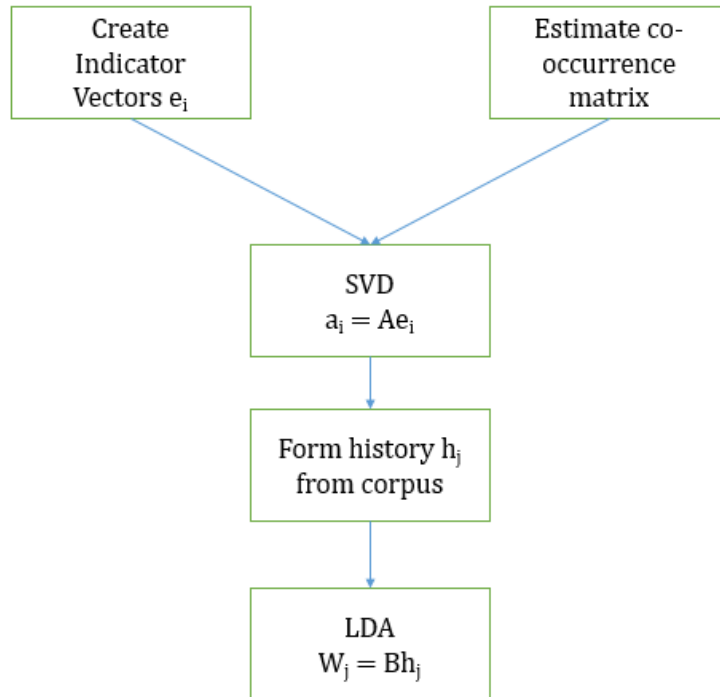 Create
Indicator
Vectors eᵢ
Estimate co-
occurrence
matrix
SVD
aᵢ = Aeᵢ
Form history hⱼ
from corpus
LDA
Wⱼ = Bhⱼ